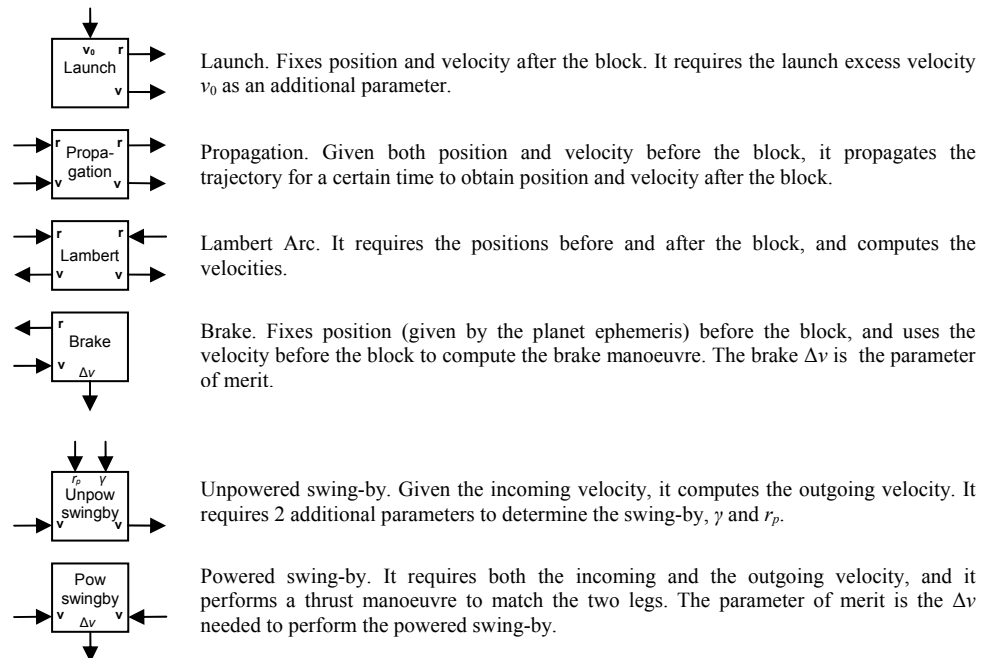 v₀ r
Launch
v
Launch. Fixes position and velocity after the block. It requires the launch excess velocity
v₀ as an additional parameter.
r r
Propa-
gation
v v
Propagation. Given both position and velocity before the block, it propagates the
trajectory for a certain time to obtain position and velocity after the block.
r r
Lambert
v v
Lambert Arc. It requires the positions before and after the block, and computes the
velocities.
r
Brake
v
Δv
Brake. Fixes position (given by the planet ephemeris) before the block, and uses the
velocity before the block to compute the brake manoeuvre. The brake Δv is the parameter
of merit.
rₚ γ
Unpow
swingby
v v
Unpowered swing-by. Given the incoming velocity, it computes the outgoing velocity. It
requires 2 additional parameters to determine the swing-by, γ and rₚ.
Pow
swingby
v v
Δv
Powered swing-by. It requires both the incoming and the outgoing velocity, and it
performs a thrust manoeuvre to match the two legs. The parameter of merit is the Δv
needed to perform the powered swing-by.